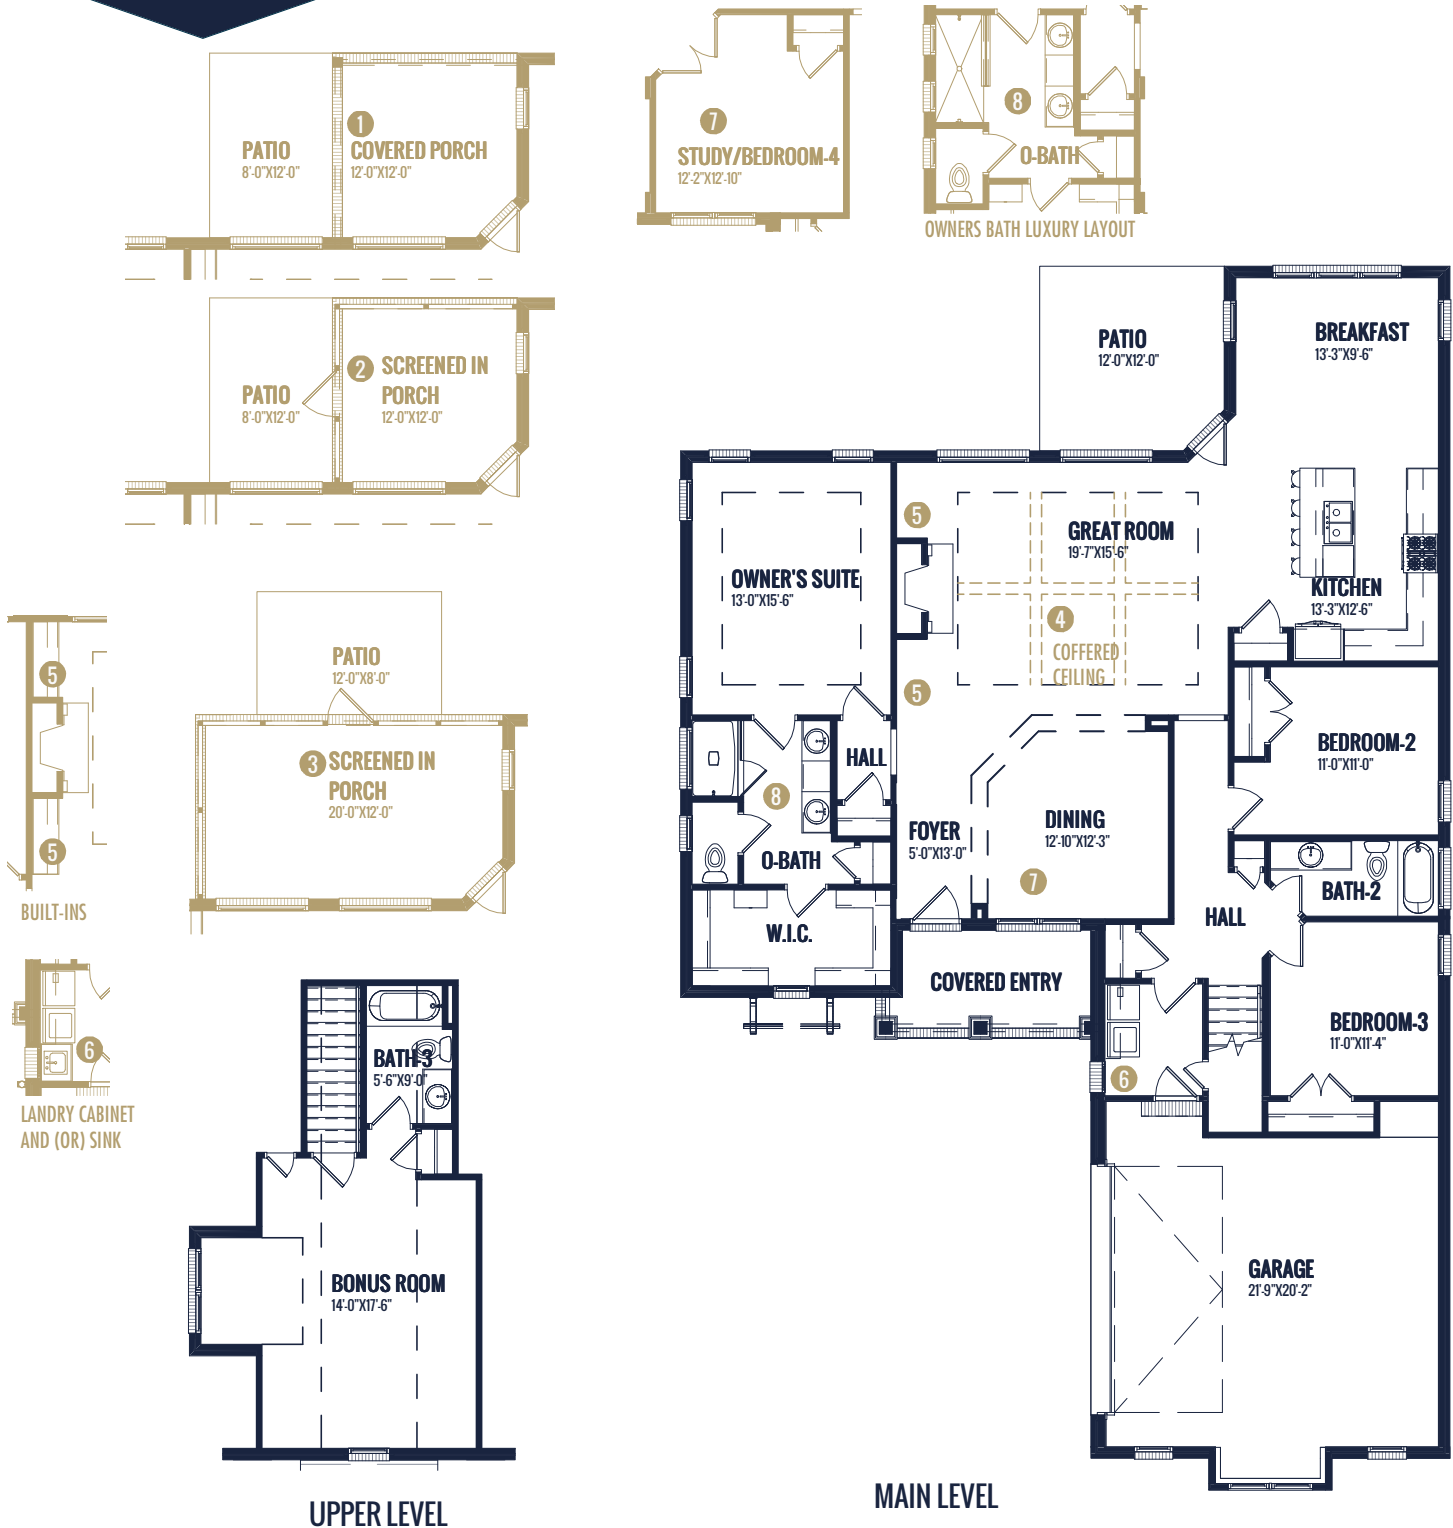 1
COVERED PORCH
12'-0"X12'-0"
PATIO
8'-0"X12'-0"
7
STUDY/BEDROOM-4
12'-2"X12'-10"
8
O-BATH
OWNERS BATH LUXURY LAYOUT
2
SCREENED IN
PORCH
12'-0"X12'-0"
PATIO
8'-0"X12'-0"
PATIO
12'-0"X8'-0"
3
SCREENED IN
PORCH
20'-0"X12'-0"
5
5
BUILT-INS
6
LANDRY CABINET
AND (OR) SINK
BATH-3
5'-6"X9'-0"
BONUS ROOM
14'-0"X17'-6"
UPPER LEVEL
PATIO
12'-0"X12'-0"
BREAKFAST
13'-3"X9'-6"
5
GREAT ROOM
19'-7"X15'-6"
OWNER'S SUITE
13'-0"X15'-6"
KITCHEN
13'-3"X12'-6"
4
COFFERED
CEILING
5
HALL
BEDROOM-2
11'-0"X11'-0"
8
O-BATH
FOYER
5'-0"X13'-0"
DINING
12'-10"X12'-3"
7
BATH-2
HALL
W.I.C.
COVERED ENTRY
BEDROOM-3
11'-0"X11'-4"
6
GARAGE
21'-9"X20'-2"
MAIN LEVEL